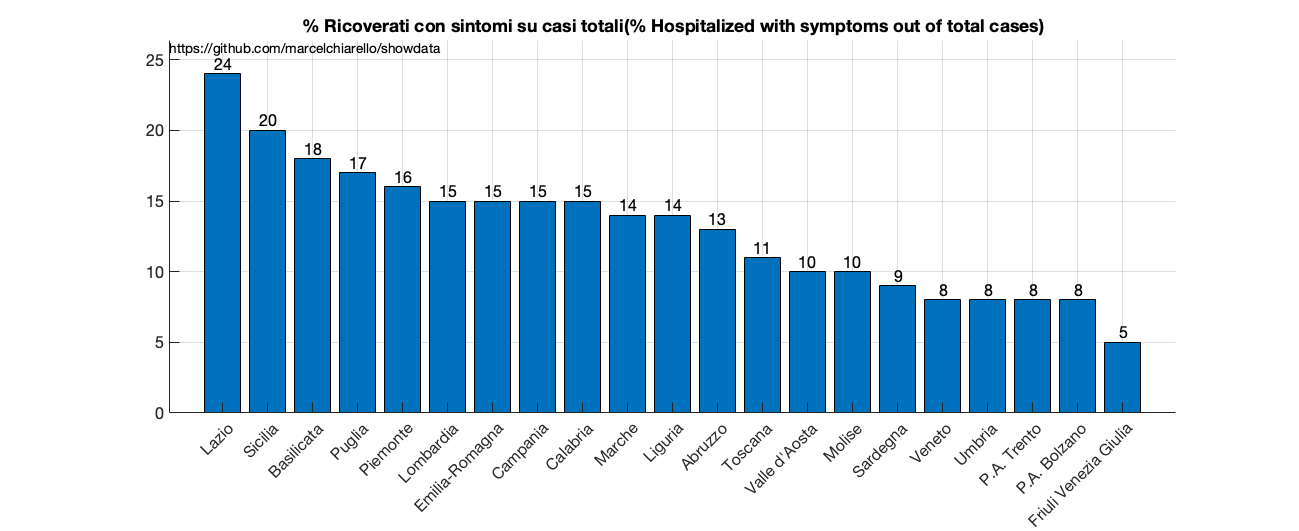 % Ricoverati con sintomi su casi totali(% Hospitalized with symptoms out of total cases)
https://github.com/marcelchiarello/showdata
25
20
15
10
5
0
24
20
18
17
16
15
15
15
15
14
14
13
11
10
10
9
8
8
8
8
5
Lazio
Sicilia
Basilicata
Puglia
Piemonte
Lombardia
Emilia-Romagna
Campania
Calabria
Marche
Liguria
Abruzzo
Toscana
Valle d'Aosta
Molise
Sardegna
Veneto
Umbria
P.A. Trento
P.A. Bolzano
Friuli Venezia Giulia